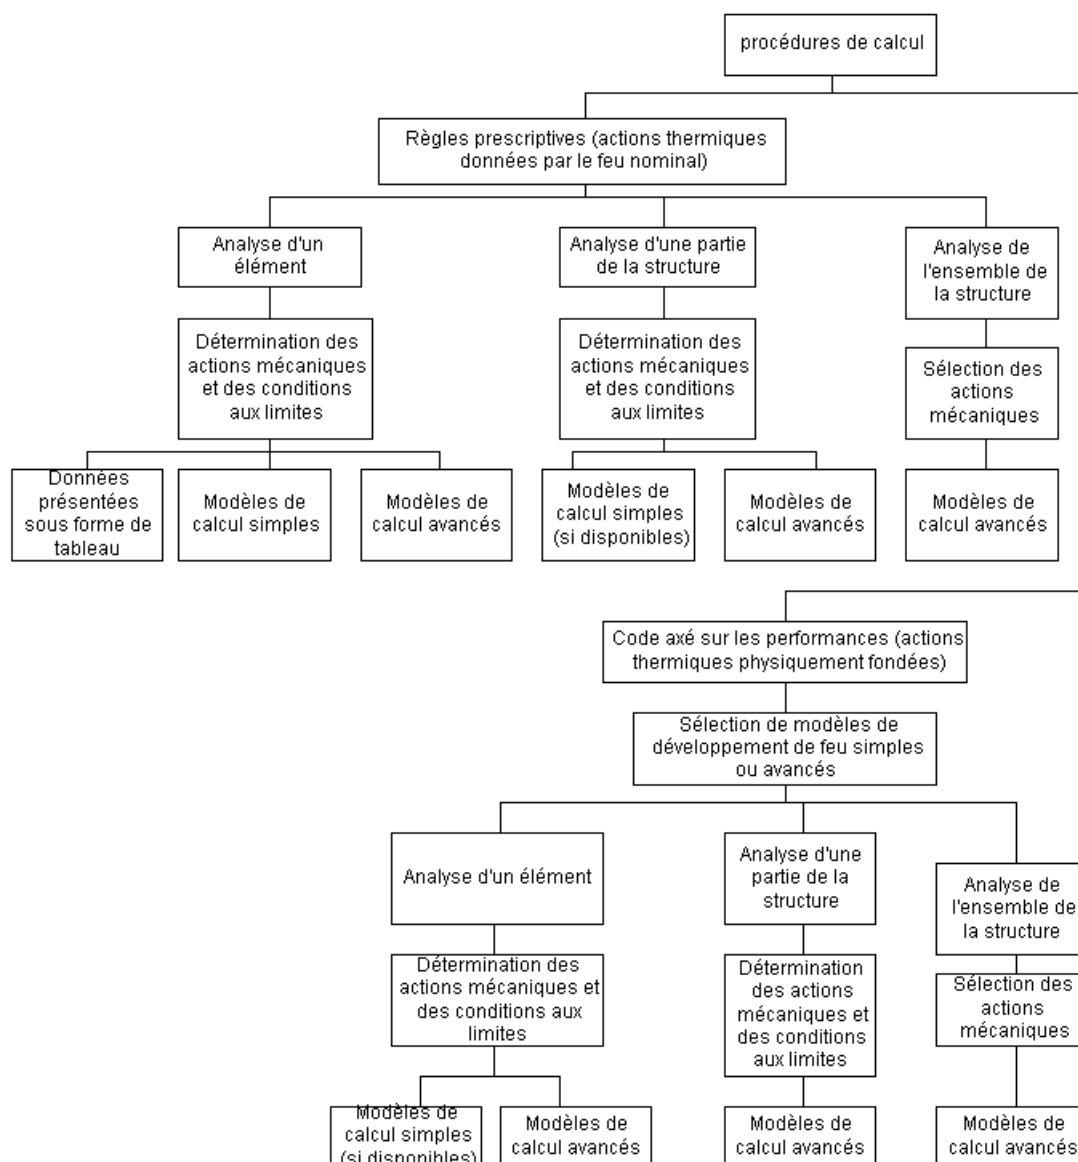 procédures de calcul
Règles prescriptives (actions thermiques
données par le feu nominal)
Analyse d'un
élément
Analyse d'une partie
de la structure
Analyse de
l'ensemble de
la structure
Détermination des
actions mécaniques
et des conditions
aux limites
Détermination des
actions mécaniques
et des conditions
aux limites
Sélection des
actions
mécaniques
Données
présentées
sous forme de
tableau
Modèles de
calcul simples
Modèles de
calcul avancés
Modèles de
calcul simples
(si disponibles)
Modèles de
calcul avancés
Modèles de
calcul avancés
Code axé sur les performances (actions
thermiques physiquement fondées)
Sélection de modèles de
développement de feu simples
ou avancés
Analyse d'un élément
Analyse d'une
partie de la
structure
Analyse de
l'ensemble de
la structure
Détermination des
actions mécaniques et
des conditions aux
limites
Détermination
des actions
mécaniques et
des conditions
aux limites
Sélection des
actions
mécaniques
Modèles de
calcul simples
(si disponibles)
Modèles de
calcul avancés
Modèles de
calcul avancés
Modèles de
calcul avancés